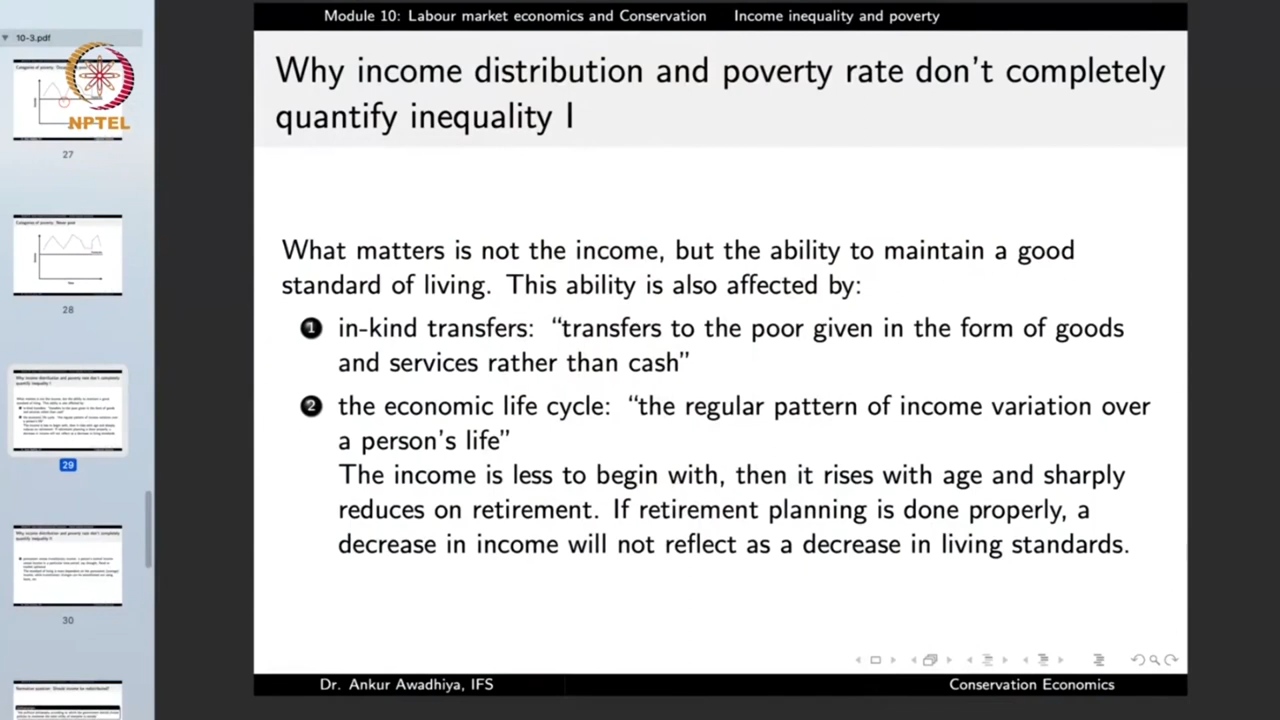 Module 10: Labour market economics and Conservation Income inequality and poverty
10-3.pdf
NPTEL
27
28
29
30
Why income distribution and poverty rate don't completely
quantify inequality I
What matters is not the income, but the ability to maintain a good
standard of living. This ability is also affected by:
1 in-kind transfers: “transfers to the poor given in the form of goods
and services rather than cash”
2 the economic life cycle: “the regular pattern of income variation over
a person's life”
The income is less to begin with, then it rises with age and sharply
reduces on retirement. If retirement planning is done properly, a
decrease in income will not reflect as a decrease in living standards.
Dr. Ankur Awadhiya, IFS Conservation Economics